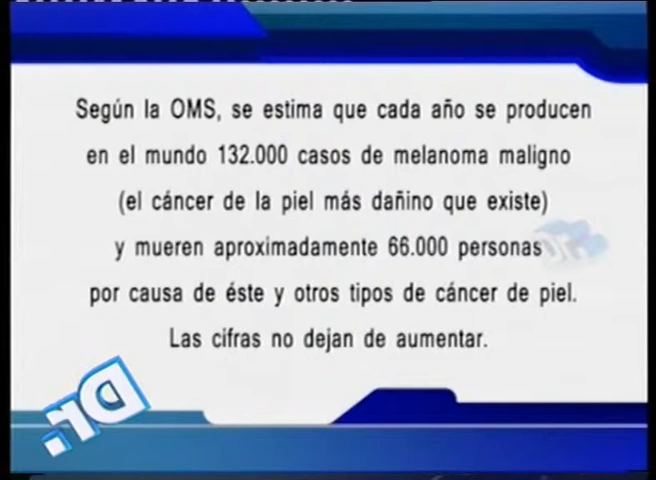 Según la OMS, se estima que cada año se producen
en el mundo 132.000 casos de melanoma maligno
(el cáncer de la piel más dañino que existe)
y mueren aproximadamente 66.000 personas
por causa de éste y otros tipos de cáncer de piel.
Las cifras no dejan de aumentar.
Dr.